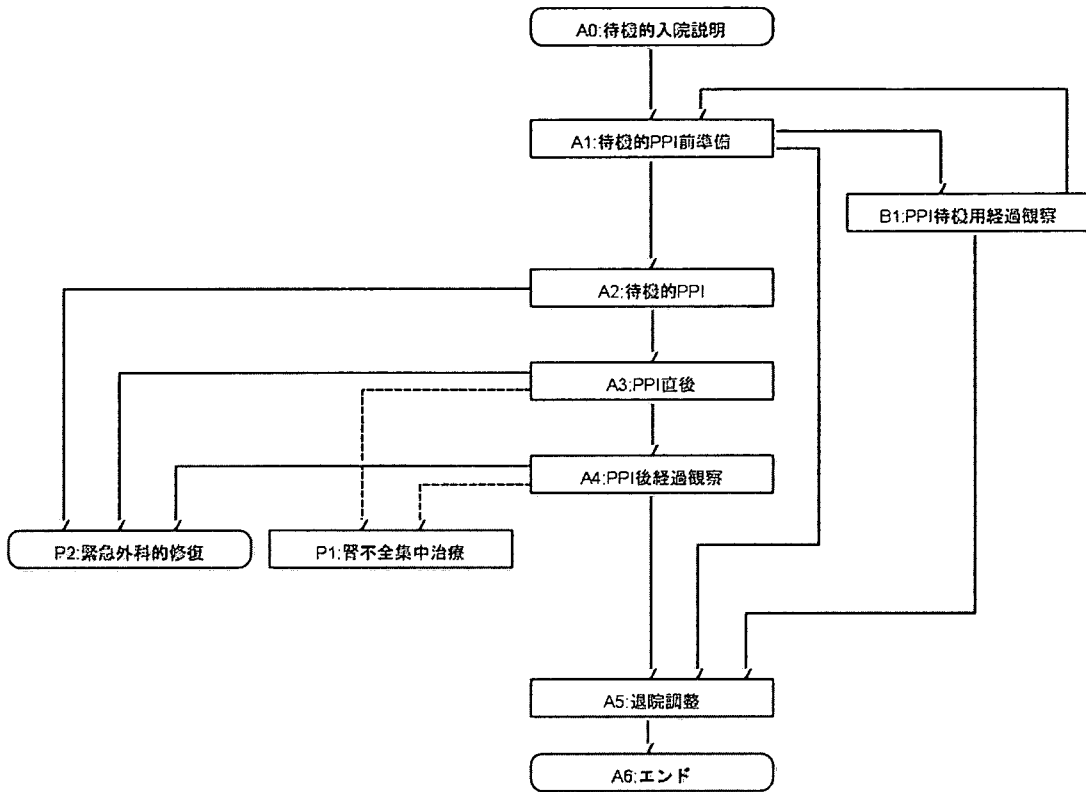 A0:待機的入院説明
A1:待機的PPI前準備
B1:PPI待機用経過観察
A2:待機的PPI
A3:PPI直後
A4:PPI後経過観察
P2:緊急外科的修復
P1:腎不全集中治療
A5:退院調整
A6:エンド